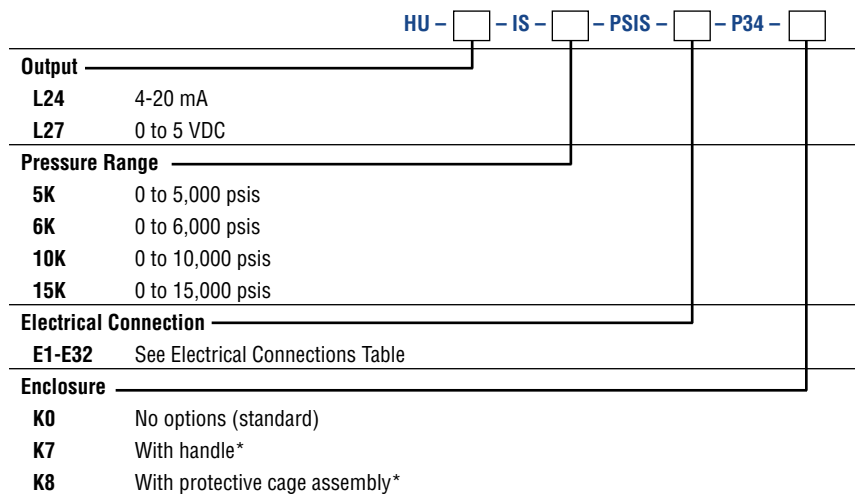 HU – – IS – – PSIS – – P34 –
Output
L24 4-20 mA
L27 0 to 5 VDC
Pressure Range
5K 0 to 5,000 psis
6K 0 to 6,000 psis
10K 0 to 10,000 psis
15K 0 to 15,000 psis
Electrical Connection
E1-E32 See Electrical Connections Table
Enclosure
K0 No options (standard)
K7 With handle*
K8 With protective cage assembly*